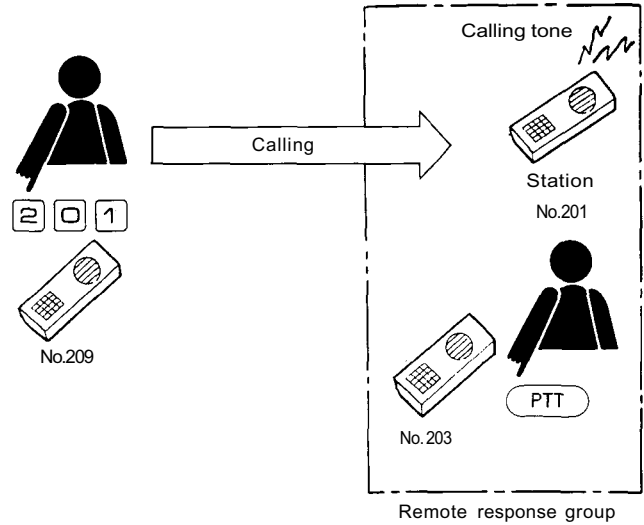 Calling tone
Calling
Station
No.201
2 0 1
No.209
PTT
No. 203
Remote response group